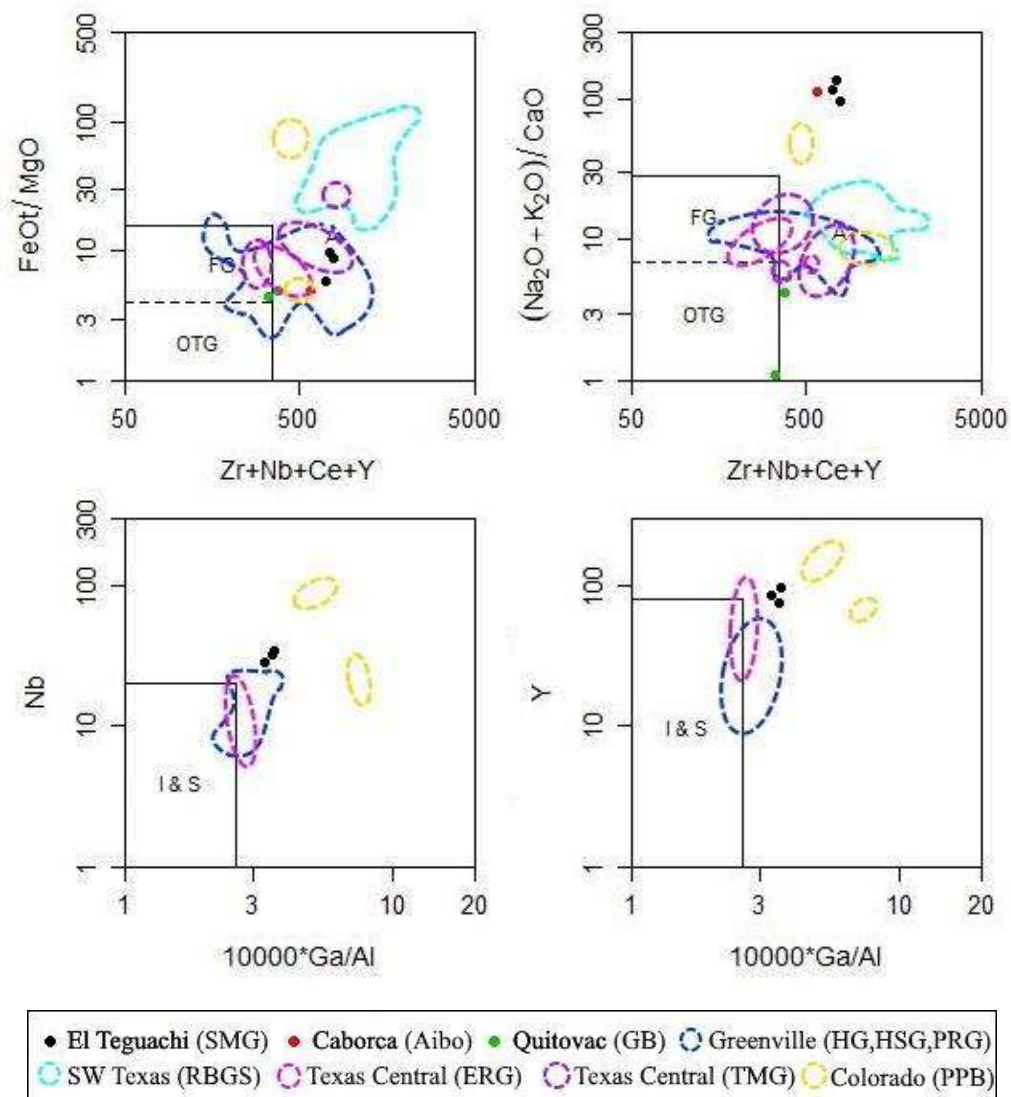 500
100
30
10
3
1
FeOt/MgO
FG
A
OTG
50
500
5000
Zr+Nb+Ce+Y
300
100
30
10
3
1
(Na2O + K2O)/ CaO
FG
A
OTG
50
500
5000
Zr+Nb+Ce+Y
300
100
10
1
Nb
I & S
1
3
10
20
10000*Ga/Al
100
10
1
Y
I & S
1
3
10
20
10000*Ga/Al
El Teguachi (SMG) Caborca (Aibo) Quitovac (GB) Greenville (HG,HSG,PRG)
SW Texas (RBGS) Texas Central (ERG) Texas Central (TMG) Colorado (PPB)